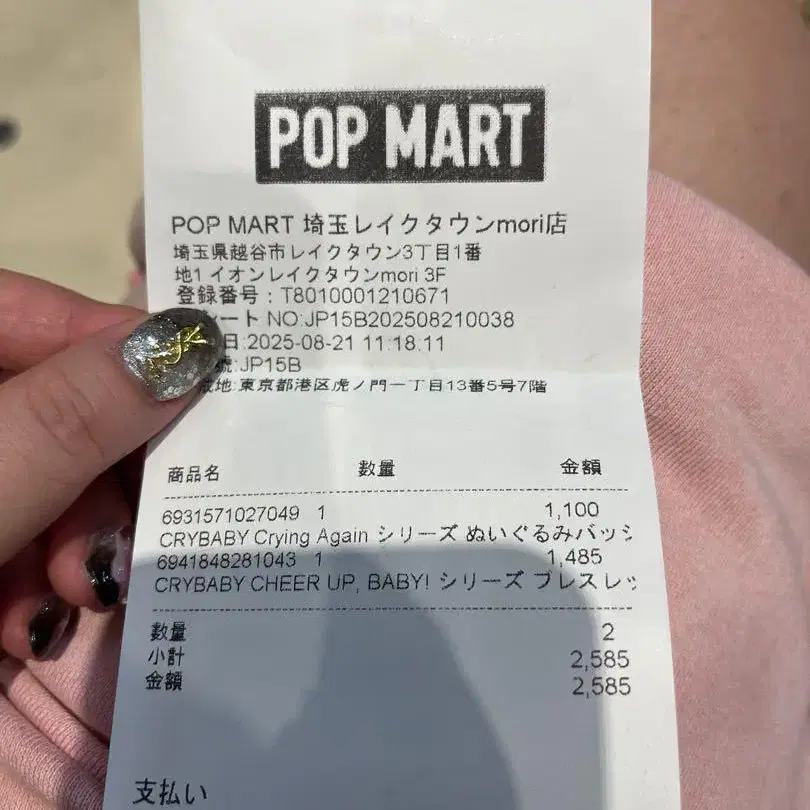 POP MART
POP MART 埼玉レイクタウンmori店
埼玉県越谷市レイクタウン3丁目1番
地1 イオンレイクタウンmori 3F
登録番号：T8010001210671
シート NO:JP15B202508210038
日:2025-08-21 11:18:11
號:JP15B
地:東京都港区虎ノ門一丁目13番5号7階
商品名 数量 金額
6931571027049 1 1,100
CRYBABY Crying Again シリーズ ぬいぐるみバッジ
6941848281043 1 1,485
CRYBABY CHEER UP, BABY! シリーズ ブレスレッ
数量 2
小計 2,585
金額 2,585
支払い